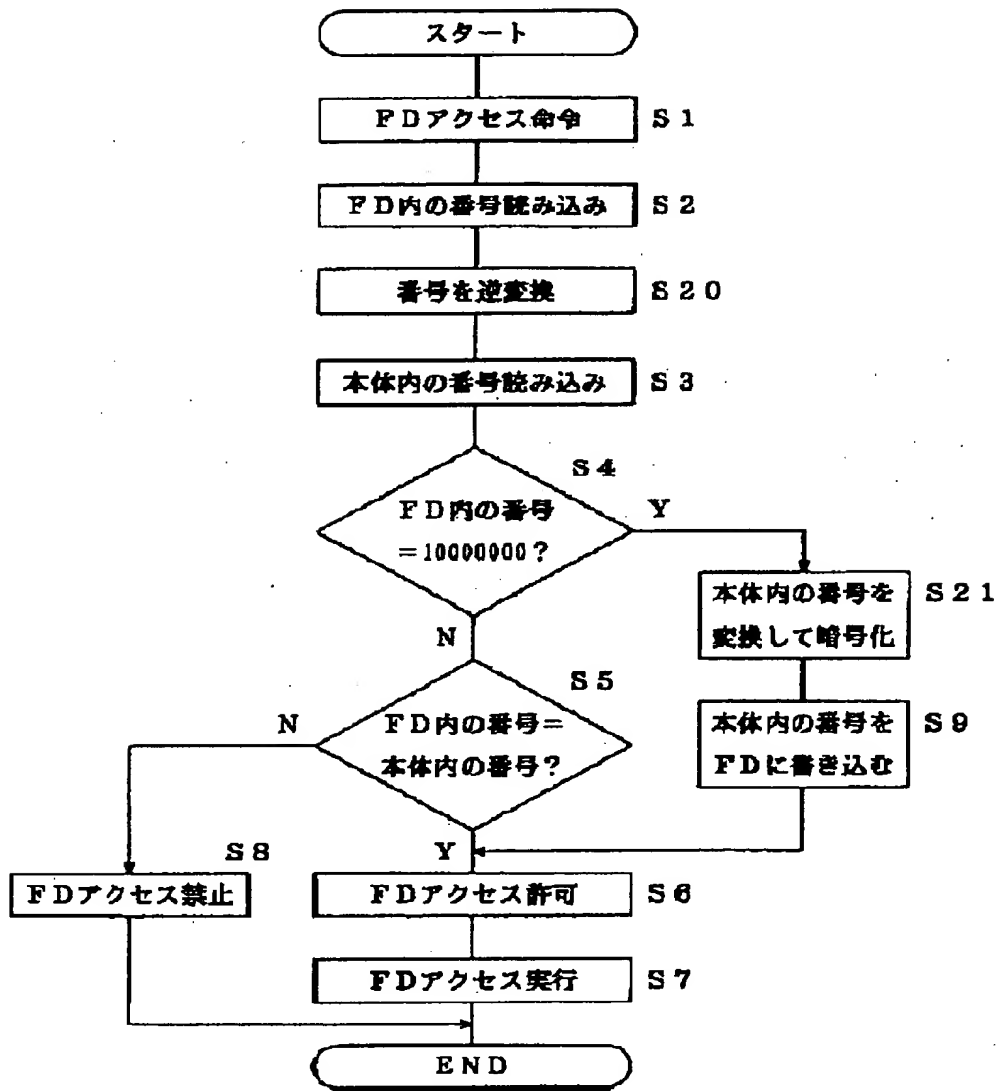 スタート
FDアクセス命令 S1
FD内の番号読み込み S2
番号を逆変換 S20
本体内の番号読み込み S3
S4
FD内の番号
=10000000?
Y
N
本体内の番号を
変換して暗号化
S21
S5
FD内の番号=
本体内の番号?
N
Y
本体内の番号を
FDに書き込む
S9
S8
FDアクセス禁止
FDアクセス許可 S6
FDアクセス実行 S7
END